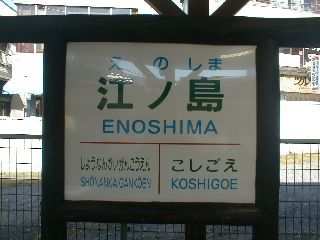 えのしま
江ノ島
ENOSHIMA
しょうなんかいがんこうえん
SHONANKAIGANKOEN
こしごえ
KOSHIGOE